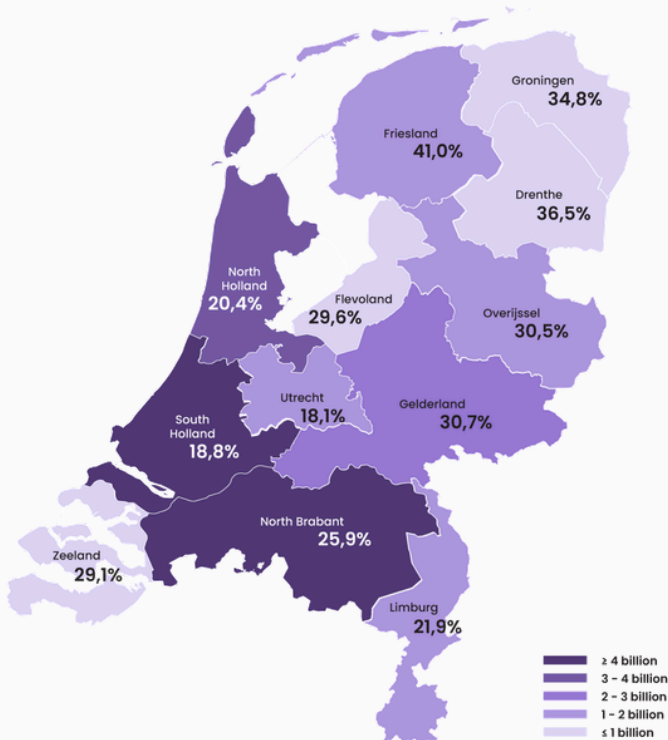 Groningen
34,8%
Friesland
41,0%
Drenthe
36,5%
North
Holland
20,4%
Flevoland
29,6%
Overijssel
30,5%
Utrecht
18,1%
Gelderland
30,7%
South
Holland
18,8%
North Brabant
25,9%
Zeeland
29,1%
Limburg
21,9%
≥ 4 billion
3 - 4 billion
2 - 3 billion
1 - 2 billion
≤ 1 billion